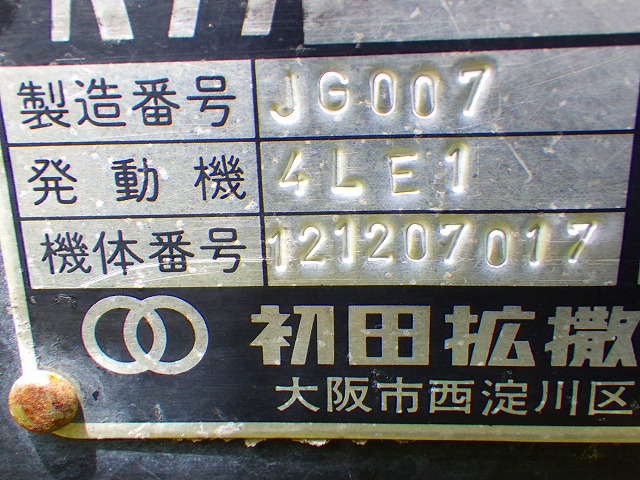 製造番号 JG007
発動機 4LE1
機体番号 121207017
初田拡撒
大阪市西淀川区